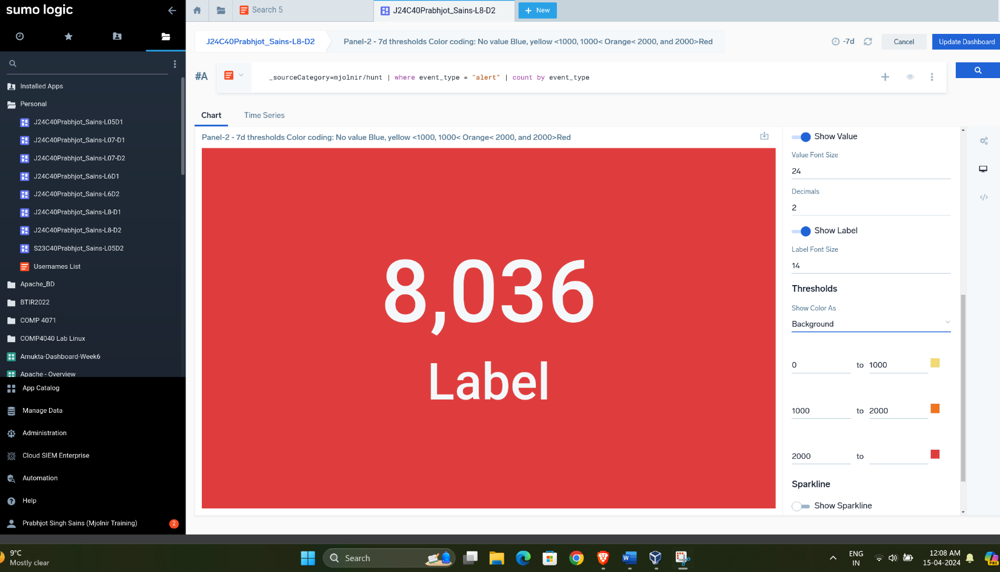 sumo logic
Search 5
J24C40Prabhjot_Sains-L8-D2
+ New
J24C40Prabhjot_Sains-L8-D2
Panel-2 - 7d thresholds Color coding: No value Blue, yellow <1000, 1000< Orange< 2000, and 2000>Red
-7d
Cancel
Update Dashboard
#A
_sourceCategory=mjolnir/hunt | where event_type = "alert" | count by event_type
Installed Apps
Personal
J24C40Prabhjot_Sains-L05D1
J24C40Prabhjot_Sains-L07-D1
J24C40Prabhjot_Sains-L07-D2
J24C40Prabhjot_Sains-L6D1
J24C40Prabhjot_Sains-L6D2
J24C40Prabhjot_Sains-L8-D1
J24C40Prabhjot_Sains-L8-D2
S23C40Prabhjot_Sains-L05D2
Usernames List
Apache_BD
BTIR2022
COMP 4071
COMP4040 Lab Linux
Amukta-Dashboard-Week6
Apache - Overview
App Catalog
Manage Data
Administration
Cloud SIEM Enterprise
Automation
Help
Prabhjot Singh Sains (Mjolnir Training)
2
Chart
Time Series
Panel-2 - 7d thresholds Color coding: No value Blue, yellow <1000, 1000< Orange< 2000, and 2000>Red
8,036
Label
Show Value
Value Font Size
24
Decimals
2
Show Label
Label Font Size
14
Thresholds
Show Color As
Background
0 to 1000
1000 to 2000
2000 to
Sparkline
Show Sparkline
9°C
Mostly clear
Search
ENG
IN
12:08 AM
15-04-2024
PRE